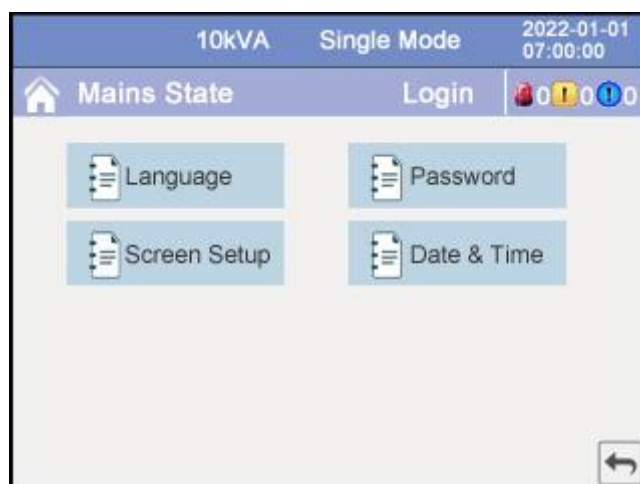 10kVA Single Mode 2022-01-01
07:00:00
Mains State Login 0 ! 0 ! 0
Language Password
Screen Setup Date & Time